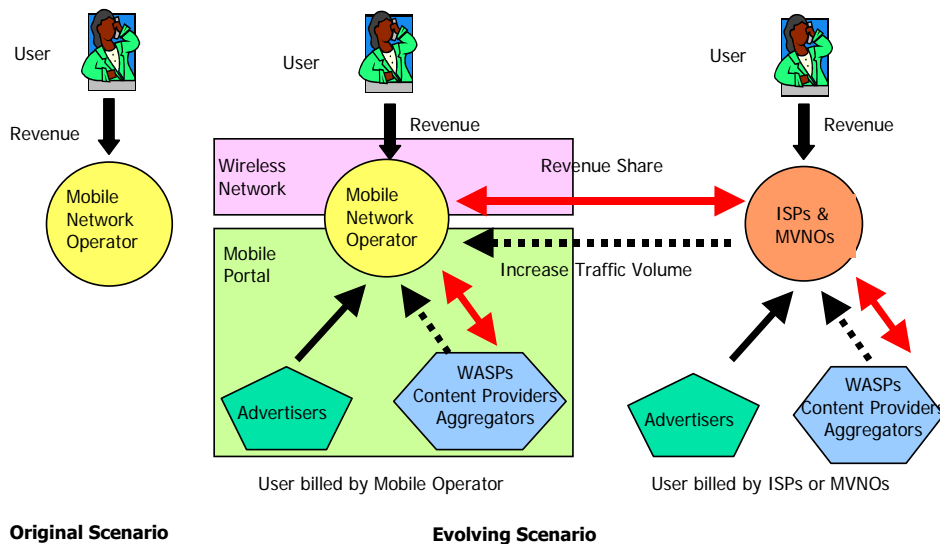 User
Revenue
Mobile
Network
Operator
User
Revenue
Wireless
Network
Mobile
Network
Operator
Revenue Share
Increase Traffic Volume
Mobile
Portal
Advertisers
WASPs
Content Providers
Aggregators
User billed by Mobile Operator
User
Revenue
ISPs &
MVNOs
Advertisers
WASPs
Content Providers
Aggregators
User billed by ISPs or MVNOs
Original Scenario
Evolving Scenario